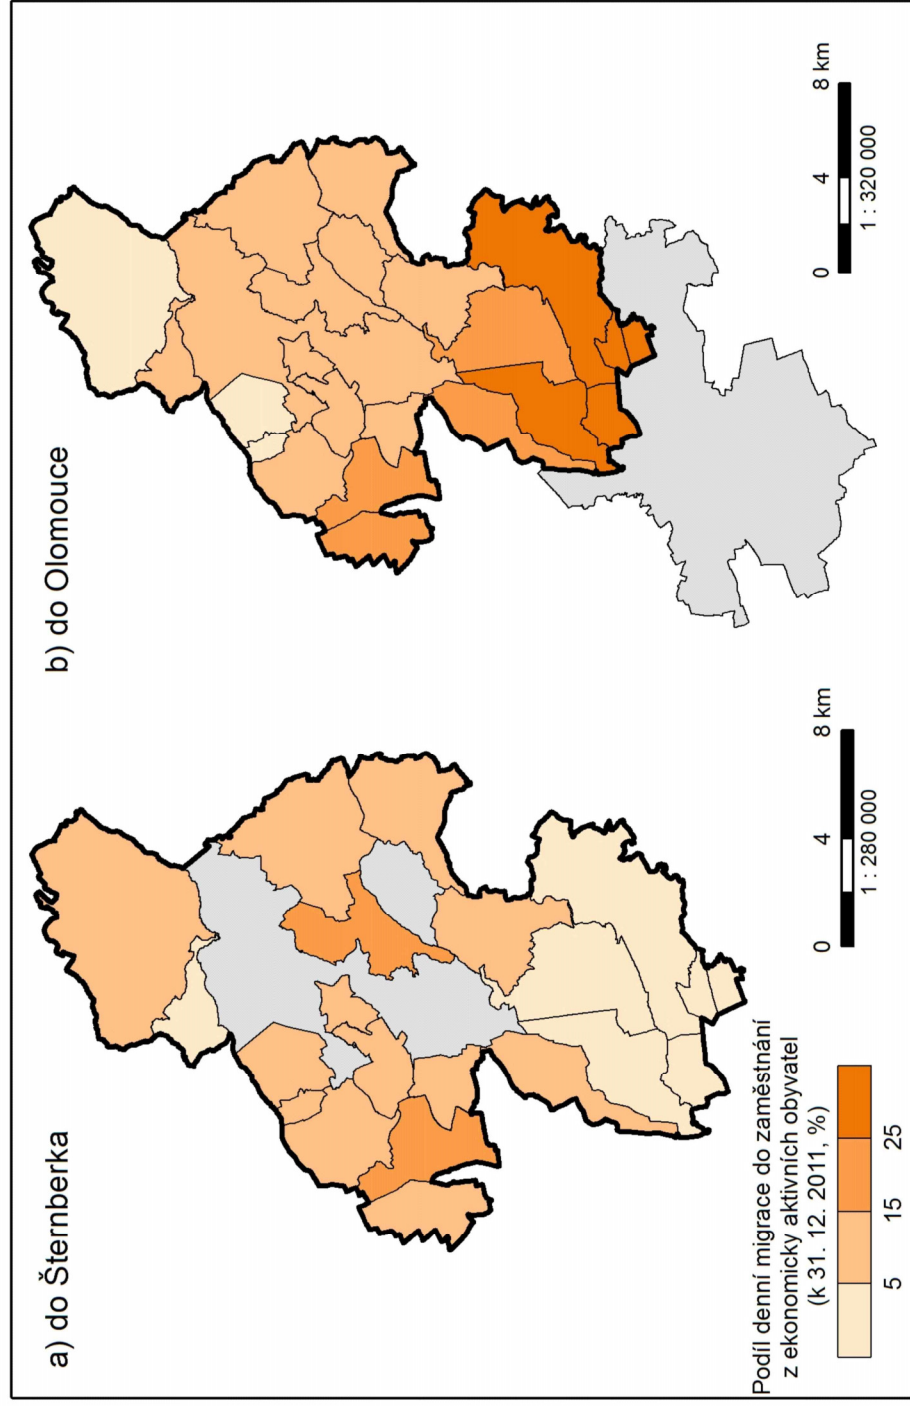 a) do Šternberka
b) do Olomouce
Podíl denní migrace do zaměstnání
z ekonomicky aktivních obyvatel
(k 31. 12. 2011, %)
5 15 25
0 4 8 km
1 : 280 000
0 4 8 km
1 : 320 000